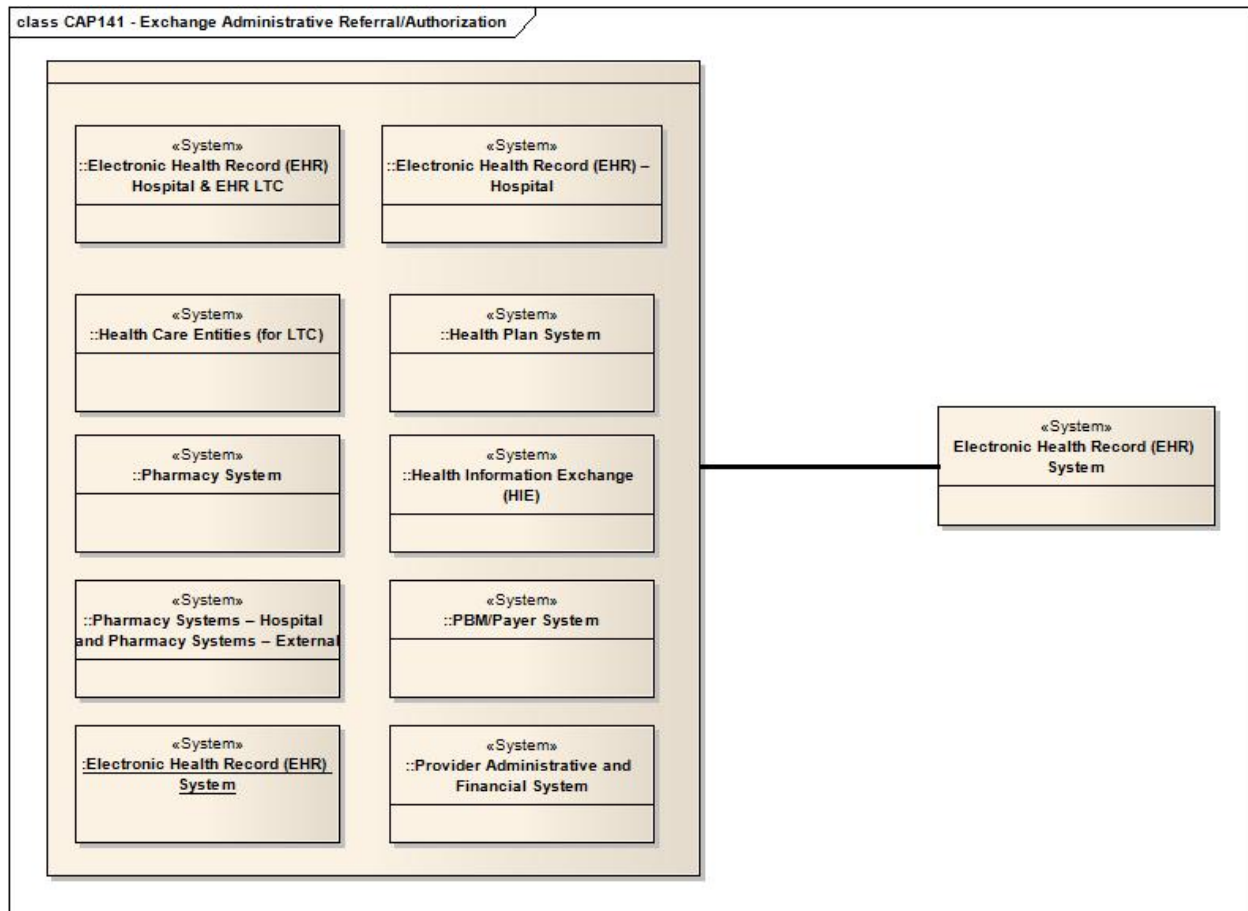 class CAP141 - Exchange Administrative Referral/Authorization
«System»
::Electronic Health Record (EHR)
Hospital & EHR LTC
«System»
::Electronic Health Record (EHR) –
Hospital
«System»
::Health Care Entities (for LTC)
«System»
::Health Plan System
«System»
Electronic Health Record (EHR)
System
«System»
::Pharmacy System
«System»
::Health Information Exchange
(HIE)
«System»
::Pharmacy Systems – Hospital
and Pharmacy Systems – External
«System»
::PBM/Payer System
«System»
:Electronic Health Record (EHR)
System
«System»
::Provider Administrative and
Financial System